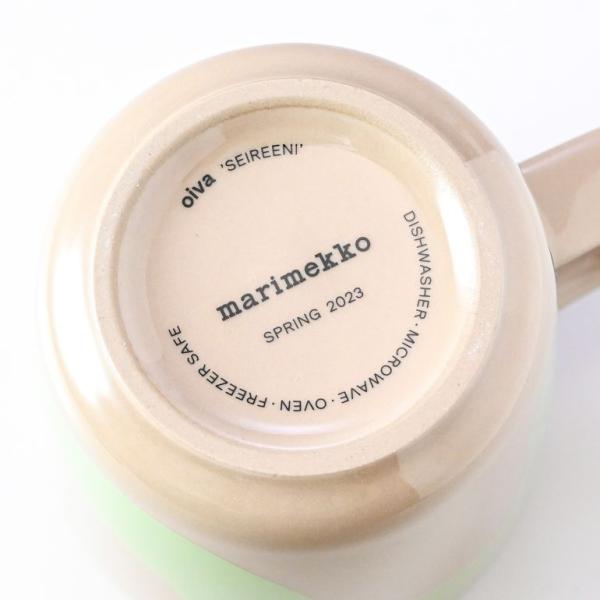 oiva 'SEIREENI'
marimekko
SPRING 2023
DISHWASHER · MICROWAVE · OVEN · FREEZER SAFE